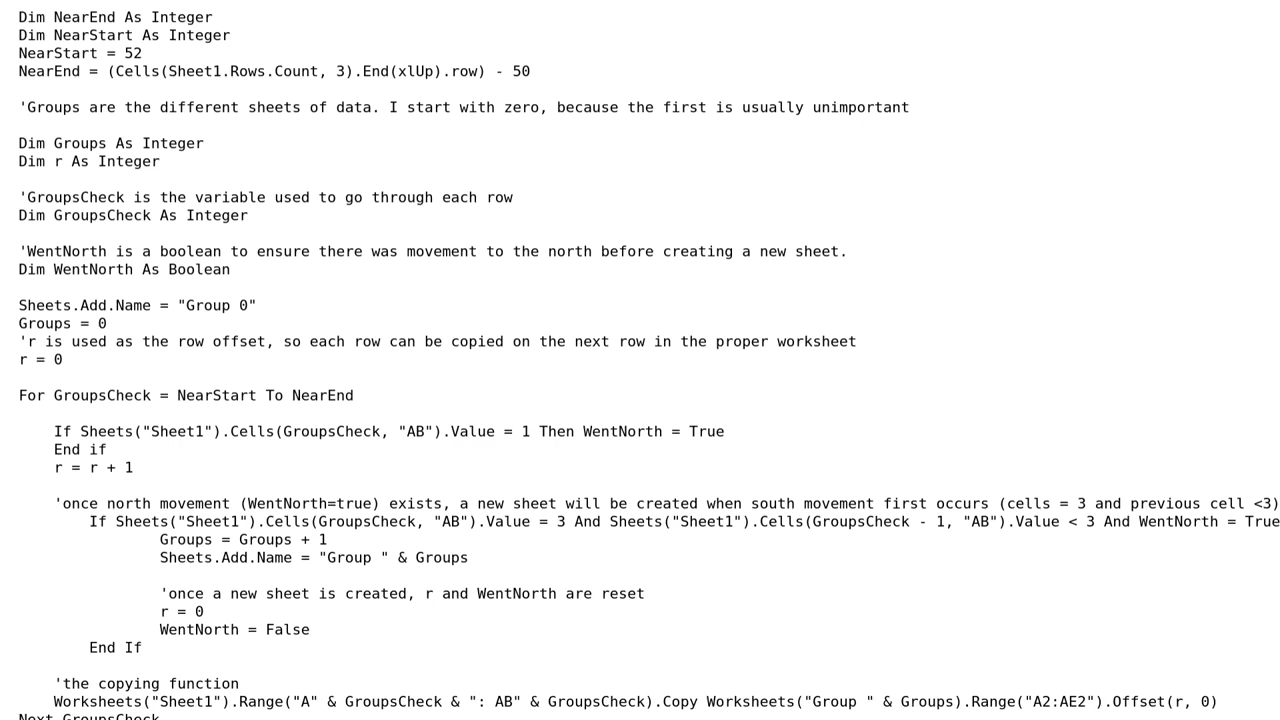 Dim NearEnd As Integer
Dim NearStart As Integer
NearStart = 52
NearEnd = (Cells(Sheet1.Rows.Count, 3).End(xlUp).row) - 50
'Groups are the different sheets of data. I start with zero, because the first is usually unimportant
Dim Groups As Integer
Dim r As Integer
'GroupsCheck is the variable used to go through each row
Dim GroupsCheck As Integer
'WentNorth is a boolean to ensure there was movement to the north before creating a new sheet.
Dim WentNorth As Boolean
Sheets.Add.Name = "Group 0"
Groups = 0
'r is used as the row offset, so each row can be copied on the next row in the proper worksheet
r = 0
For GroupsCheck = NearStart To NearEnd
If Sheets("Sheet1").Cells(GroupsCheck, "AB").Value = 1 Then WentNorth = True
End if
r = r + 1
'once north movement (WentNorth=true) exists, a new sheet will be created when south movement first occurs (cells = 3 and previous cell <3)
If Sheets("Sheet1").Cells(GroupsCheck, "AB").Value = 3 And Sheets("Sheet1").Cells(GroupsCheck - 1, "AB").Value < 3 And WentNorth = True
Groups = Groups + 1
Sheets.Add.Name = "Group " & Groups
'once a new sheet is created, r and WentNorth are reset
r = 0
WentNorth = False
End If
'the copying function
Worksheets("Sheet1").Range("A" & GroupsCheck & ": AB" & GroupsCheck).Copy Worksheets("Group " & Groups).Range("A2:AE2").Offset(r, 0)
Next GroupsCheck